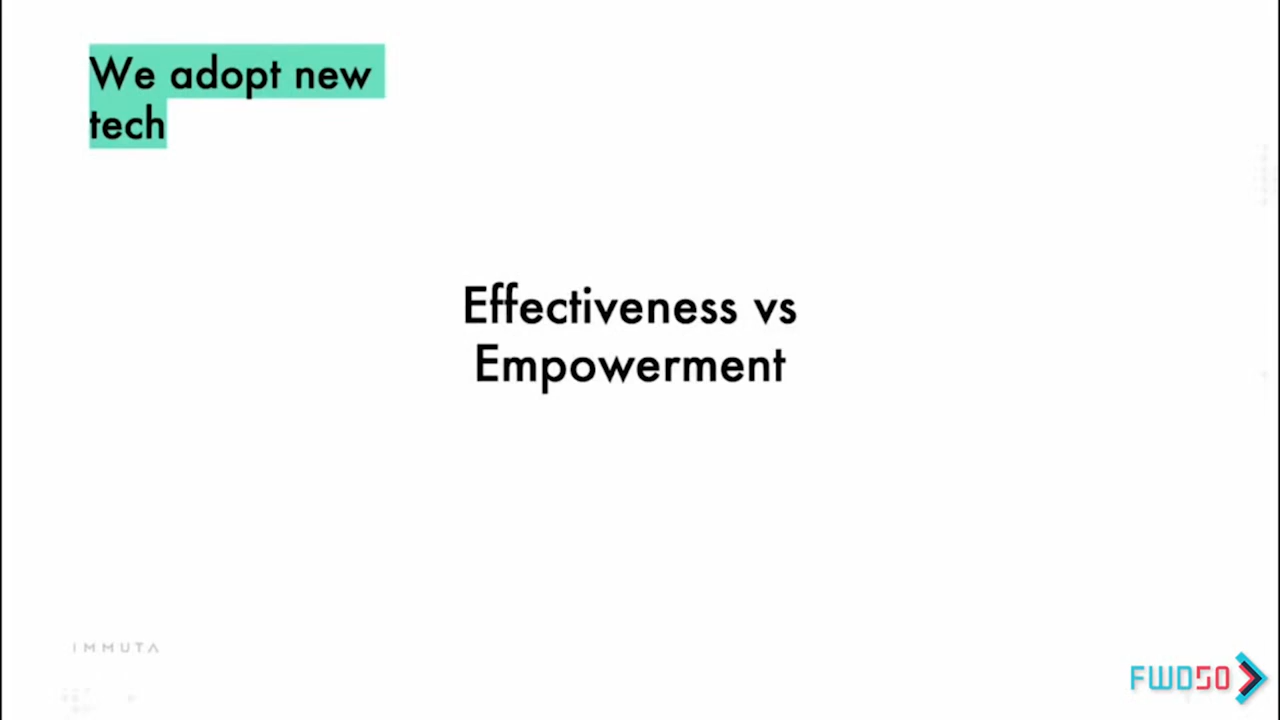 We adopt new
tech
Effectiveness vs
Empowerment
IMMUTA
FWD50